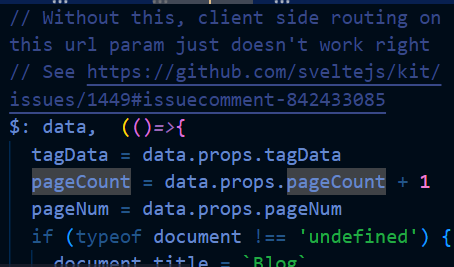 // Without this, client side routing on
this url param just doesn't work right
// See https://github.com/sveltejs/kit/
issues/1449#issuecomment-842433085
$: data,  (()=>{
  tagData = data.props.tagData
  pageCount = data.props.pageCount + 1
  pageNum = data.props.pageNum
  if (typeof document !== 'undefined') {
    document.title = `Blog`